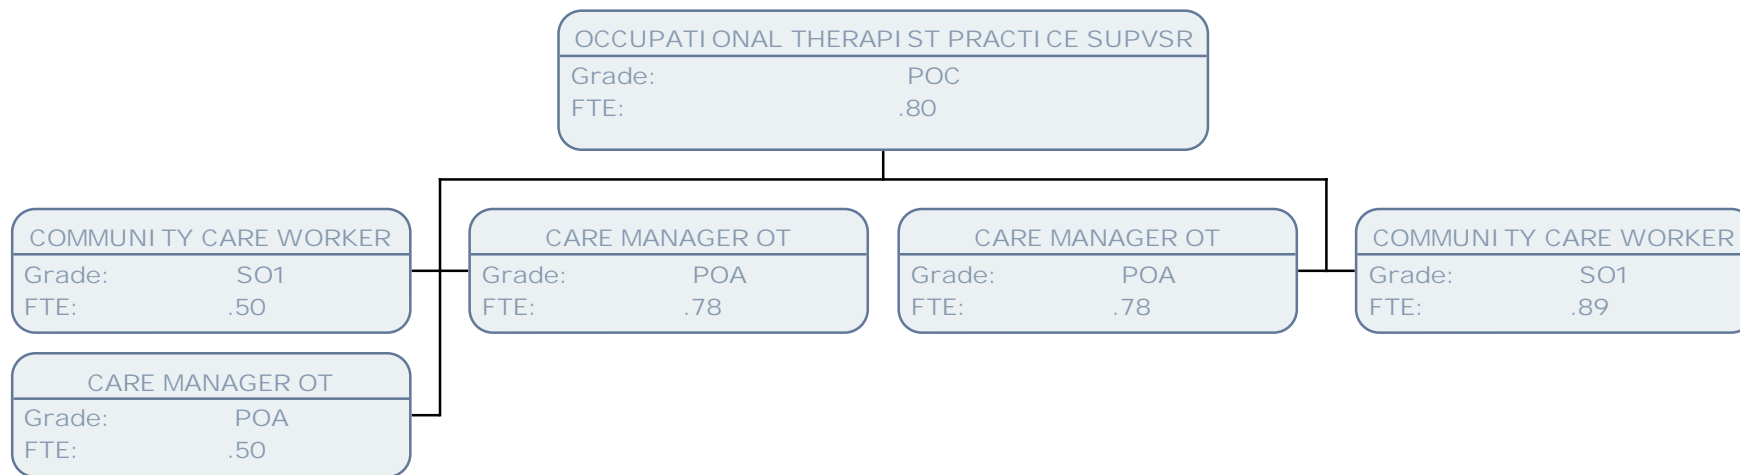 OCCUPATIONAL THERAPIST PRACTICE SUPVSR
Grade: POC
FTE: .80
COMMUNITY CARE WORKER
Grade: SO1
FTE: .50
CARE MANAGER OT
Grade: POA
FTE: .78
CARE MANAGER OT
Grade: POA
FTE: .78
COMMUNITY CARE WORKER
Grade: SO1
FTE: .89
CARE MANAGER OT
Grade: POA
FTE: .50